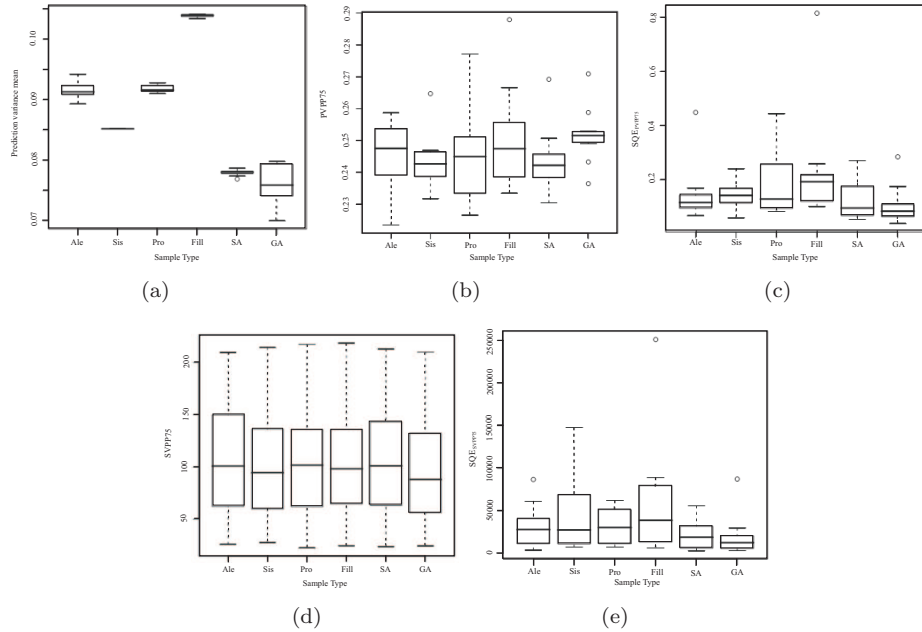 Prediction variance mean
0.10
0.09
0.08
0.07
Ale Sis Pro Fill SA GA
Sample Type
(a)
PVPP75
0.29
0.28
0.27
0.26
0.25
0.24
0.23
Ale Sis Pro Fill SA GA
Sample Type
(b)
SQE_PVPP75
0.8
0.6
0.4
0.2
Ale Sis Pro Fill SA GA
Sample Type
(c)
SVPP75
200
150
100
50
Ale Sis Pro Fill SA GA
Sample Type
(d)
SQE_SVPP75
250000
200000
150000
100000
50000
0
Ale Sis Pro Fill SA GA
Sample Type
(e)